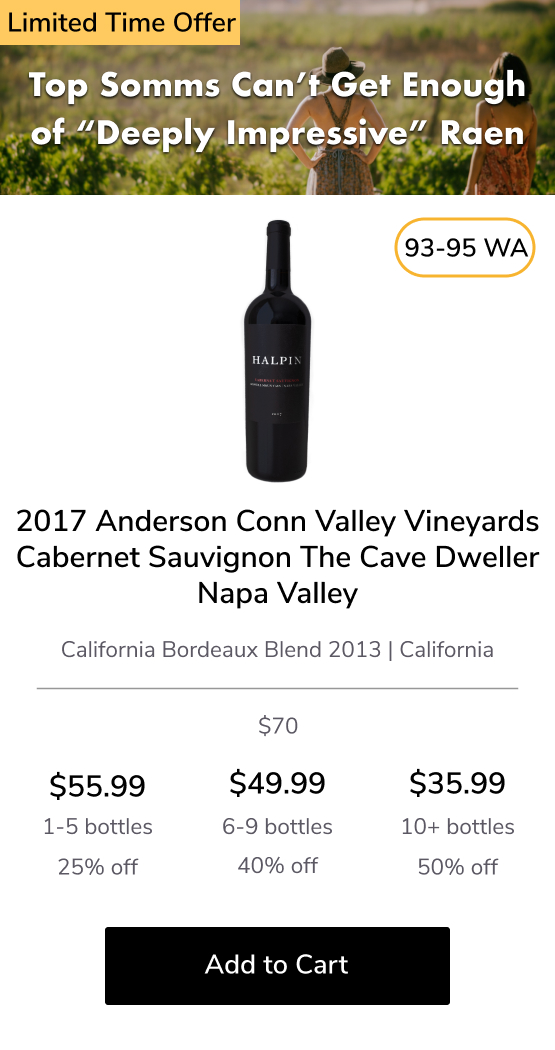 Limited Time Offer
Top Somms Can't Get Enough
of “Deeply Impressive” Raen
93-95 WA
HALPIN
CABERNET SAUVIGNON
2017 Anderson Conn Valley Vineyards
Cabernet Sauvignon The Cave Dweller
Napa Valley
California Bordeaux Blend 2013 | California
$70
$55.99 $49.99 $35.99
1-5 bottles 6-9 bottles 10+ bottles
25% off 40% off 50% off
Add to Cart